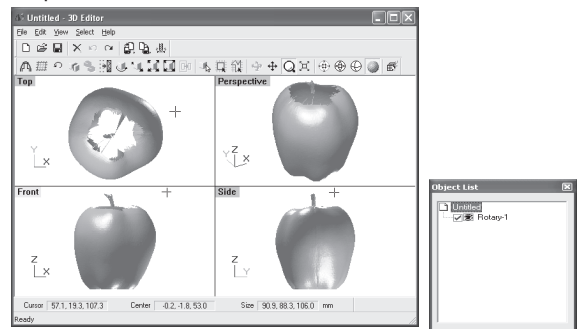 Untitled - 3D Editor
File Edit View Select Help
Top
Perspective
Y
X
Z
Y X
Front
Side
Z
X
Z
Y
Cursor 57.1, 19.3, 107.3 Center -0.2, -1.8, 53.0 Size 90.9, 88.3, 106.0 mm
Ready
Object List
Untitled
Rotary-1